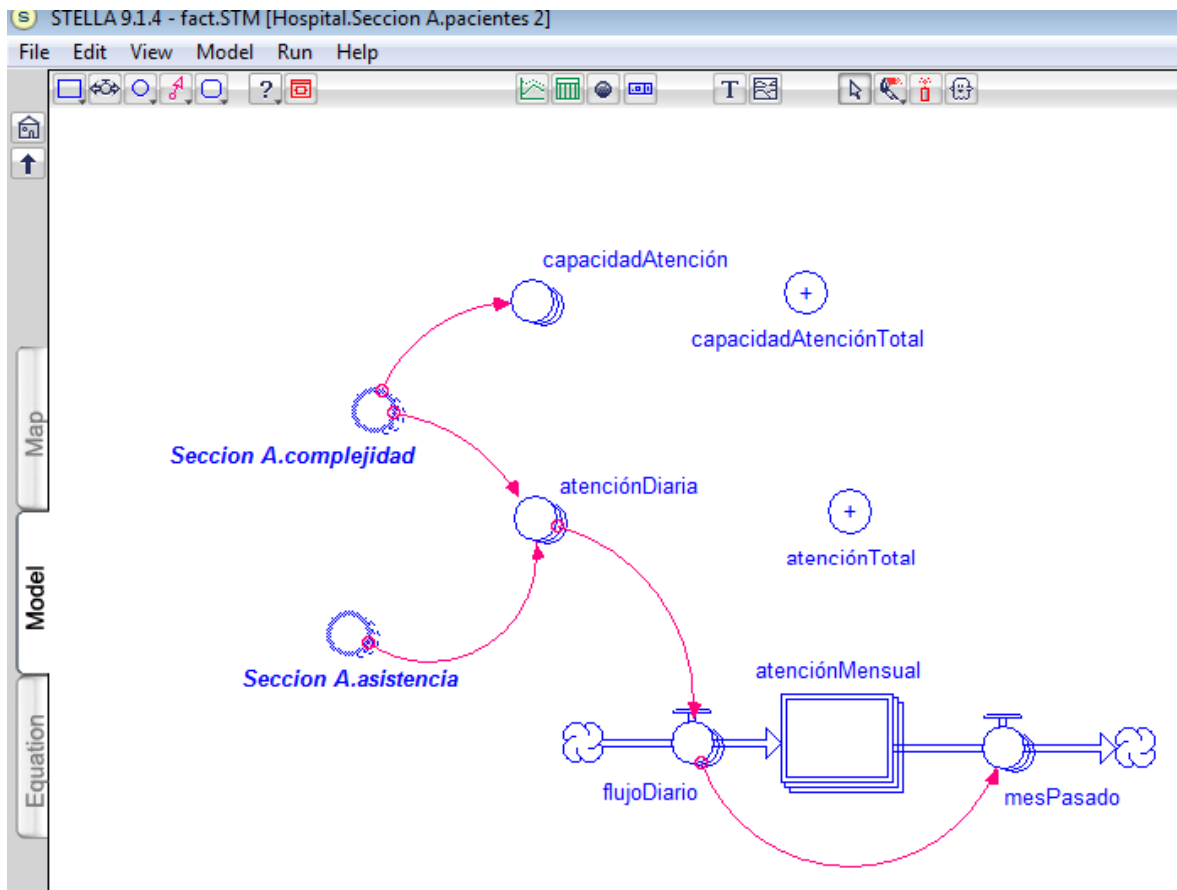 S STELLA 9.1.4 - fact.STM [Hospital.Seccion A.pacientes 2]
File Edit View Model Run Help
? T
capacidadAtención
+
capacidadAtenciónTotal
Map
Seccion A.complejidad
atenciónDiaria
+
atenciónTotal
Model
Seccion A.asistencia
atenciónMensual
Equation
flujoDiario
mesPasado